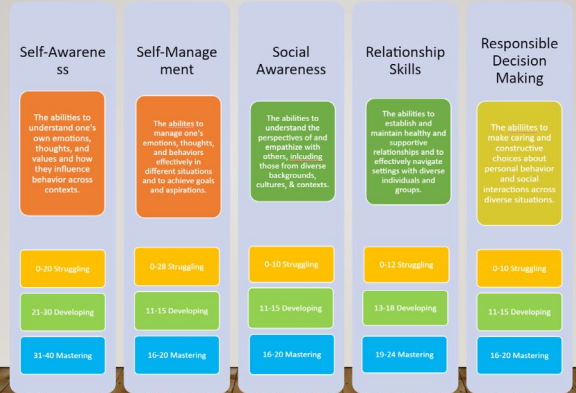 Self-Awarene
ss
The abilities to
understand one's
own emotions,
thoughts, and
values and how
they influence
behavior across
contexts.
0-20 Struggling
21-30 Developing
31-40 Mastering
Self-Manage
ment
The abilites to
manage one's
emotions, thoughts,
and behaviors
effectively in
different situations
and to achieve goals
and aspirations.
0-28 Struggling
11-15 Developing
16-20 Mastering
Social
Awareness
The abilities to
understand the
perspectives of and
empathize with
others, inlcuding
those from diverse
backgrounds,
cultures, & contexts.
0-10 Struggling
11-15 Developing
16-20 Mastering
Relationship
Skills
The abilities to
establish and
maintain healthy and
supportive
relationships and to
effectively navigate
settings with diverse
individuals and
groups.
0-12 Struggling
13-18 Developing
19-24 Mastering
Responsible
Decision
Making
The abiliites to
make caring and
constructive
choices about
personal behavior
and social
interactions across
diverse situations.
0-10 Struggling
11-15 Developing
16-20 Mastering